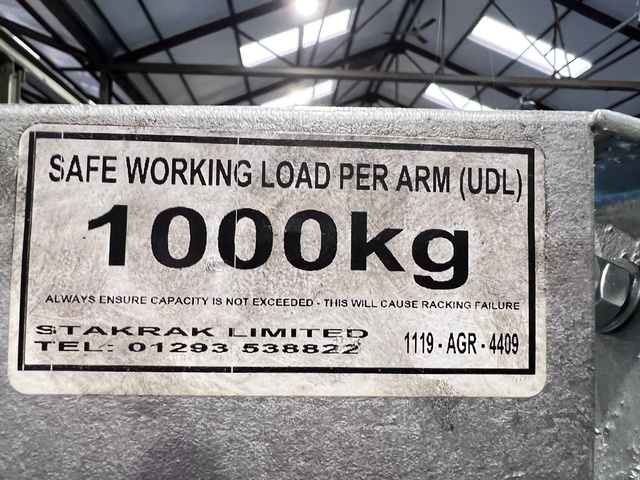 SAFE WORKING LOAD PER ARM (UDL)
1000kg
ALWAYS ENSURE CAPACITY IS NOT EXCEEDED - THIS WILL CAUSE RACKING FAILURE
STAKRAK LIMITED
TEL: 01293 538822 1119 - AGR - 4409